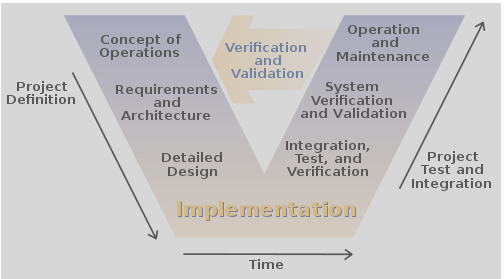 Concept of
Operations
Verification
and
Validation
Operation
and
Maintenance
Project
Definition
Requirements
and
Architecture
System
Verification
and Validation
Detailed
Design
Integration,
Test, and
Verification
Project
Test and
Integration
Implementation
Time